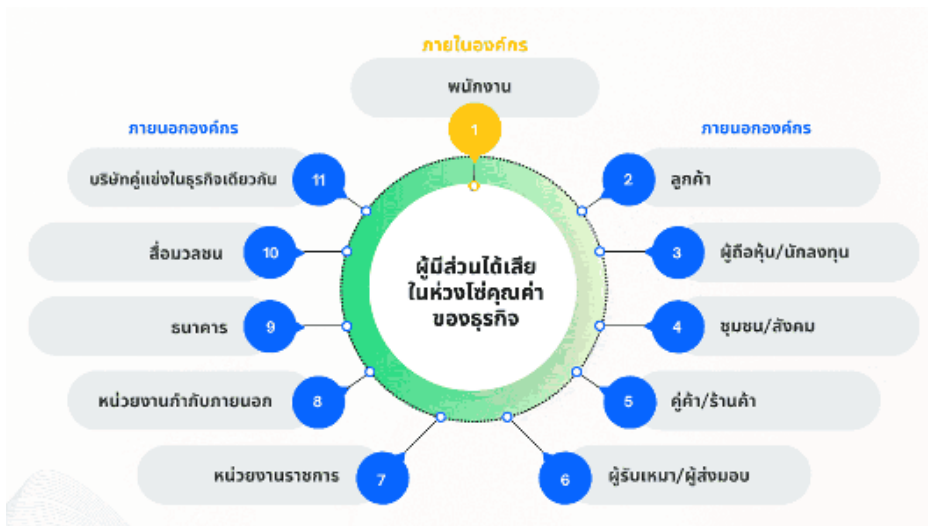 ภายในองค์กร
พนักงาน
1
ภายนอกองค์กร
ภายนอกองค์กร
บริษัทคู่แข่งในธุรกิจเดียวกัน 11
2 ลูกค้า
สื่อมวลชน 10
3 ผู้ถือหุ้น/นักลงทุน
ผู้มีส่วนได้เสีย
ในห่วงโซ่คุณค่า
ของธุรกิจ
ธนาคาร 9
4 ชุมชน/สังคม
หน่วยงานกำกับภายนอก 8
5 คู่ค้า/ร้านค้า
หน่วยงานราชการ 7
6 ผู้รับเหมา/ผู้ส่งมอบ